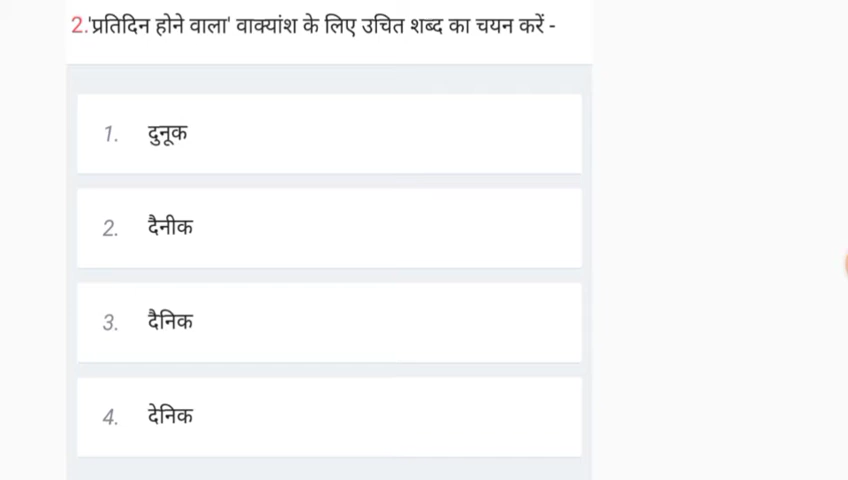 2.'प्रतिदिन होने वाला' वाक्यांश के लिए उचित शब्द का चयन करें -
1. दुनूक
2. दैनीक
3. दैनिक
4. देनिक